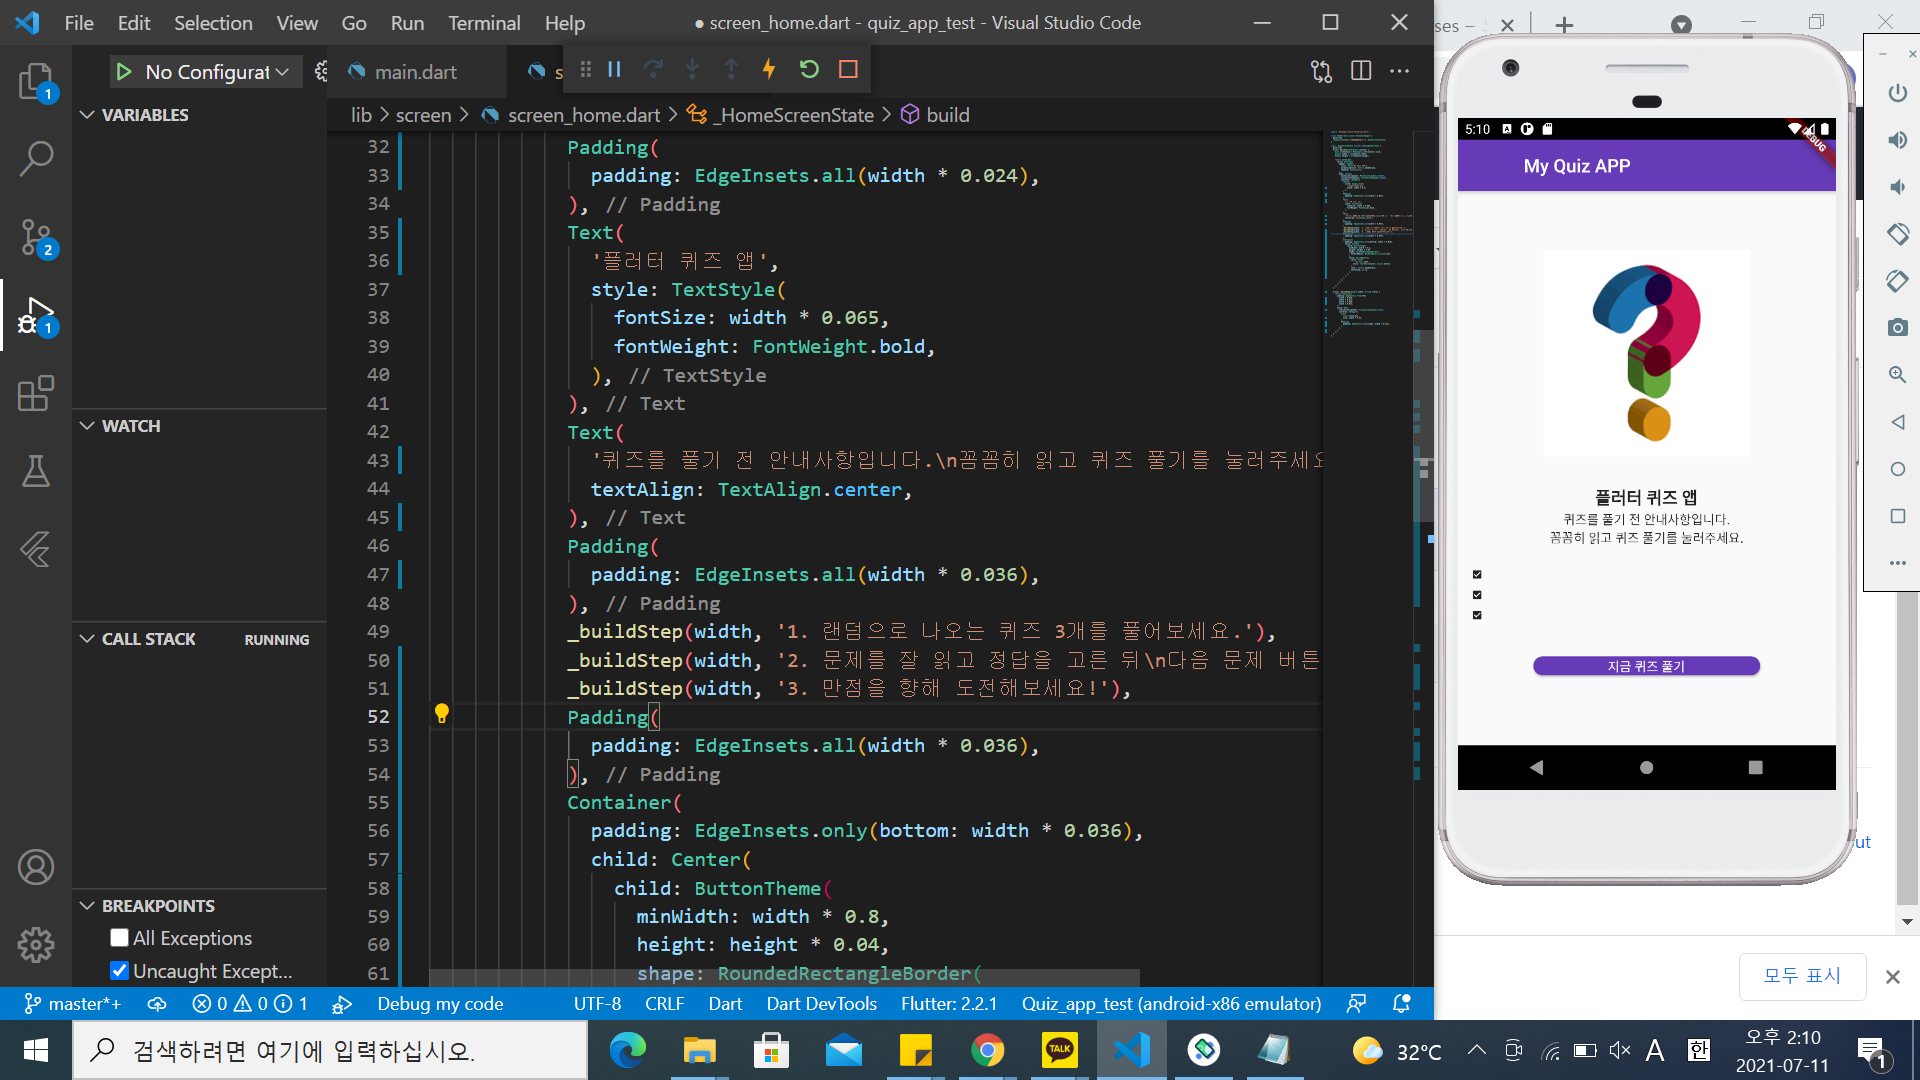 File Edit Selection View Go Run Terminal Help
● screen_home.dart - quiz_app_test - Visual Studio Code
No Configurat
main.dart
lib > screen > screen_home.dart > _HomeScreenState > build
VARIABLES
WATCH
CALL STACK RUNNING
BREAKPOINTS
All Exceptions
Uncaught Except...
1
2
1
32 Padding(
33 padding: EdgeInsets.all(width * 0.024),
34 ), // Padding
35 Text(
36 '플러터 퀴즈 앱',
37 style: TextStyle(
38 fontSize: width * 0.065,
39 fontWeight: FontWeight.bold,
40 ), // TextStyle
41 ), // Text
42 Text(
43 '퀴즈를 풀기 전 안내사항입니다.\n꼼꼼히 읽고 퀴즈 풀기를 눌러주세요
44 textAlign: TextAlign.center,
45 ), // Text
46 Padding(
47 padding: EdgeInsets.all(width * 0.036),
48 ), // Padding
49 _buildStep(width, '1. 랜덤으로 나오는 퀴즈 3개를 풀어보세요.'),
50 _buildStep(width, '2. 문제를 잘 읽고 정답을 고른 뒤\n다음 문제 버튼
51 _buildStep(width, '3. 만점을 향해 도전해보세요!'),
52 Padding(
53 padding: EdgeInsets.all(width * 0.036),
54 ), // Padding
55 Container(
56 padding: EdgeInsets.only(bottom: width * 0.036),
57 child: Center(
58 child: ButtonTheme(
59 minWidth: width * 0.8,
60 height: height * 0.04,
61 shape: RoundedRectangleBorder(
master*+ 0 0 1 Debug my code UTF-8 CRLF Dart Dart DevTools Flutter: 2.2.1 Quiz_app_test (android-x86 emulator)
ses –
5:10
DEBUG
My Quiz APP
플러터 퀴즈 앱
퀴즈를 풀기 전 안내사항입니다.
꼼꼼히 읽고 퀴즈 풀기를 눌러주세요.
지금 퀴즈 풀기
ut
모두 표시
검색하려면 여기에 입력하십시오.
TALK
32℃
A
한
오후 2:10
2021-07-11
1